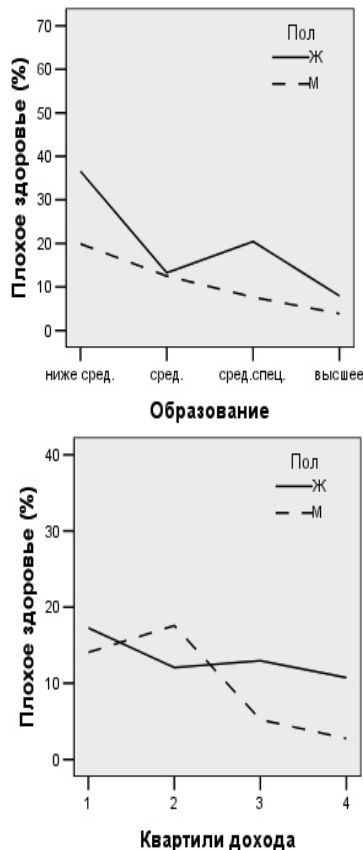 Плохое здоровье (%)
70
60
50
40
30
20
10
0
Пол
Ж
М
ниже сред. сред. сред.спец. высшее
Образование
Плохое здоровье (%)
40
30
20
10
0
Пол
Ж
М
1 2 3 4
Квартили дохода